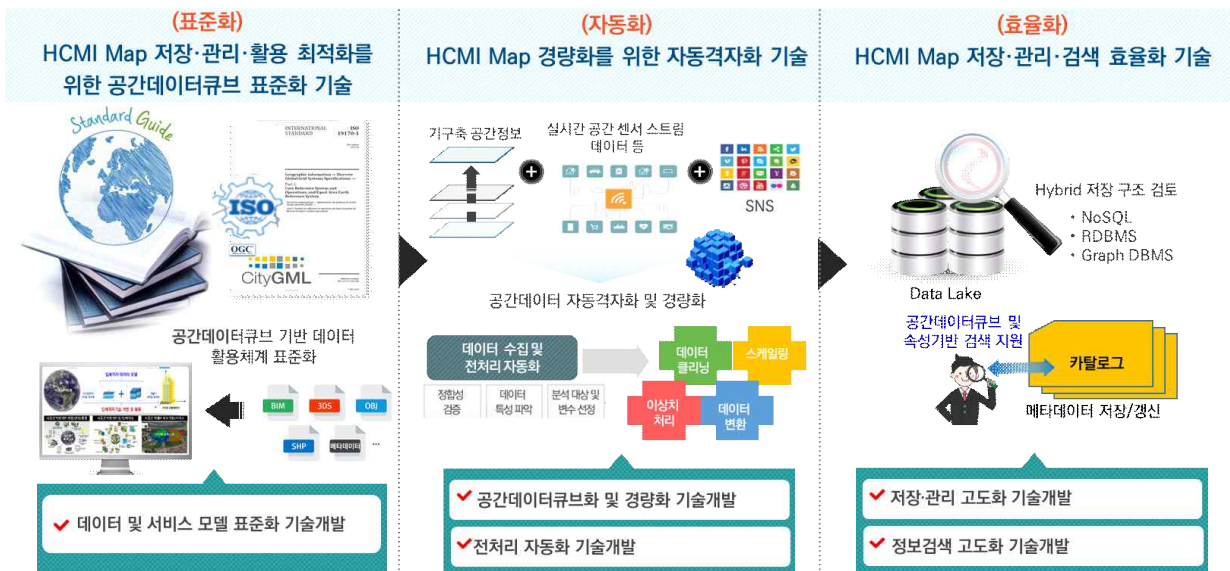 (표준화)
HCMI Map 저장·관리·활용 최적화를
위한 공간데이터큐브 표준화 기술
Standard Guide
INTERNATIONAL
STANDARD
ISO
19170-1
ISO
OGC
CityGML
공간데이터큐브 기반 데이터
활용체계 표준화
BIM
3DS
OBJ
SHP
메타데이터
...
데이터 및 서비스 모델 표준화 기술개발
(자동화)
HCMI Map 경량화를 위한 자동격자화 기술
기구축 공간정보
실시간 공간 센서 스트림
데이터 등
SNS
공간데이터 자동격자화 및 경량화
데이터 수집 및
전처리 자동화
정합성
검증
데이터
특성 파악
분석 대상 및
변수 선정
데이터
클리닝
스케일링
이상치
처리
데이터
변환
공간데이터큐브화 및 경량화 기술개발
전처리 자동화 기술개발
(효율화)
HCMI Map 저장·관리·검색 효율화 기술
Hybrid 저장 구조 검토
· NoSQL
· RDBMS
· Graph DBMS
Data Lake
공간데이터큐브 및
속성기반 검색 지원
카탈로그
메타데이터 저장/갱신
저장·관리 고도화 기술개발
정보검색 고도화 기술개발